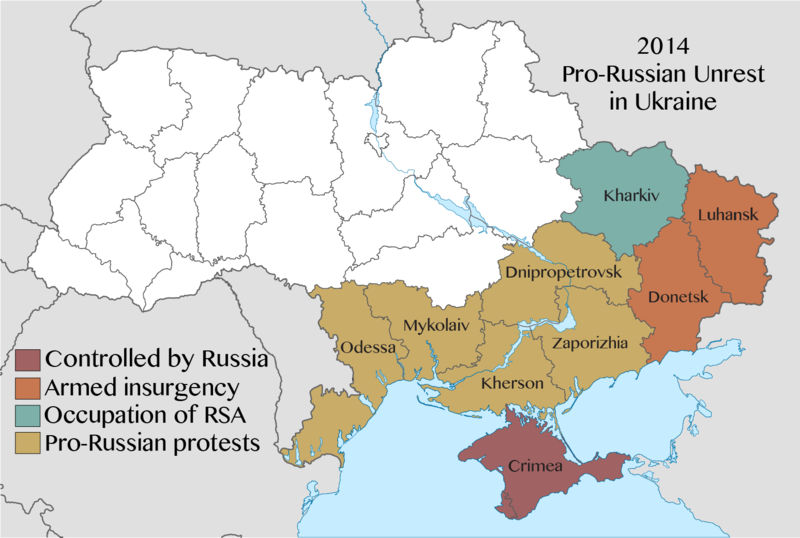 2014
Pro-Russian Unrest
in Ukraine
Kharkiv
Luhansk
Dnipropetrovsk
Donetsk
Mykolaiv
Odessa
Zaporizhia
Kherson
Crimea
Controlled by Russia
Armed insurgency
Occupation of RSA
Pro-Russian protests